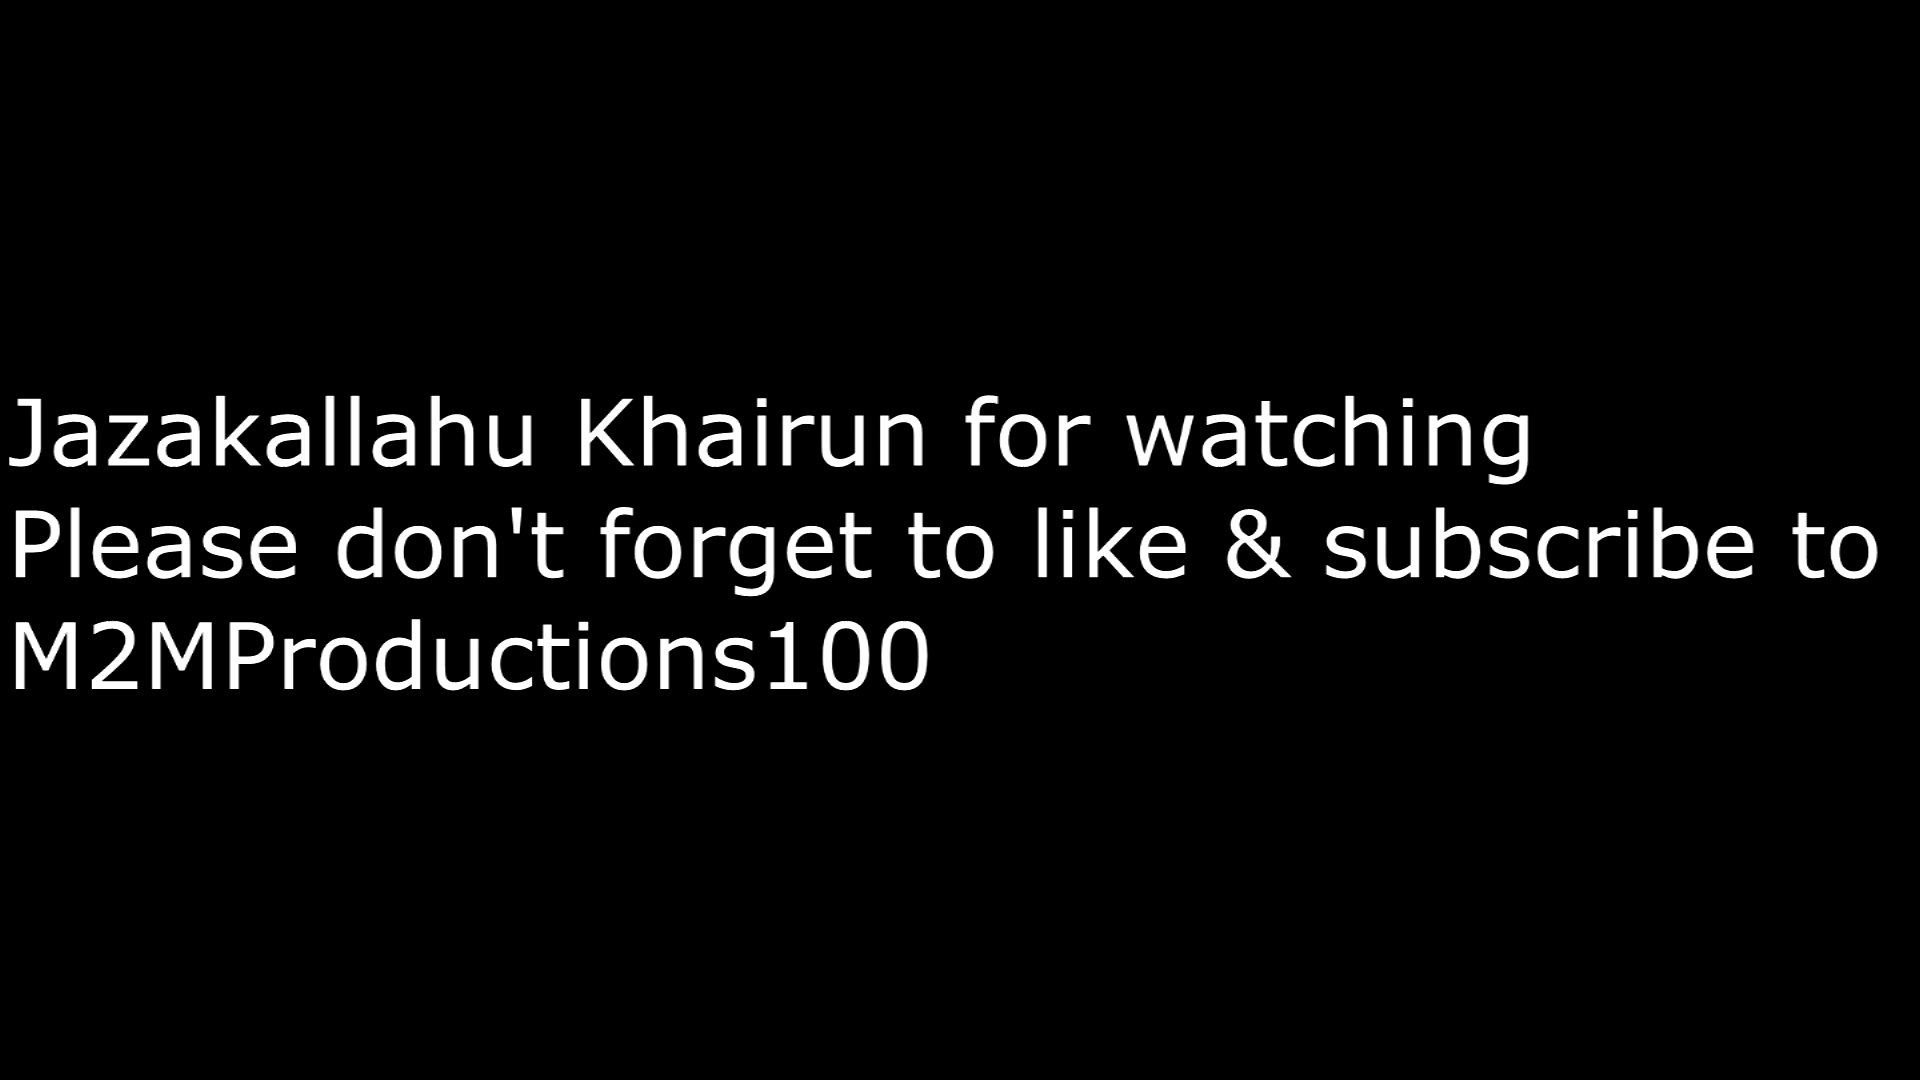 Jazakallahu Khairun for watching
Please don't forget to like & subscribe to
M2MProductions100